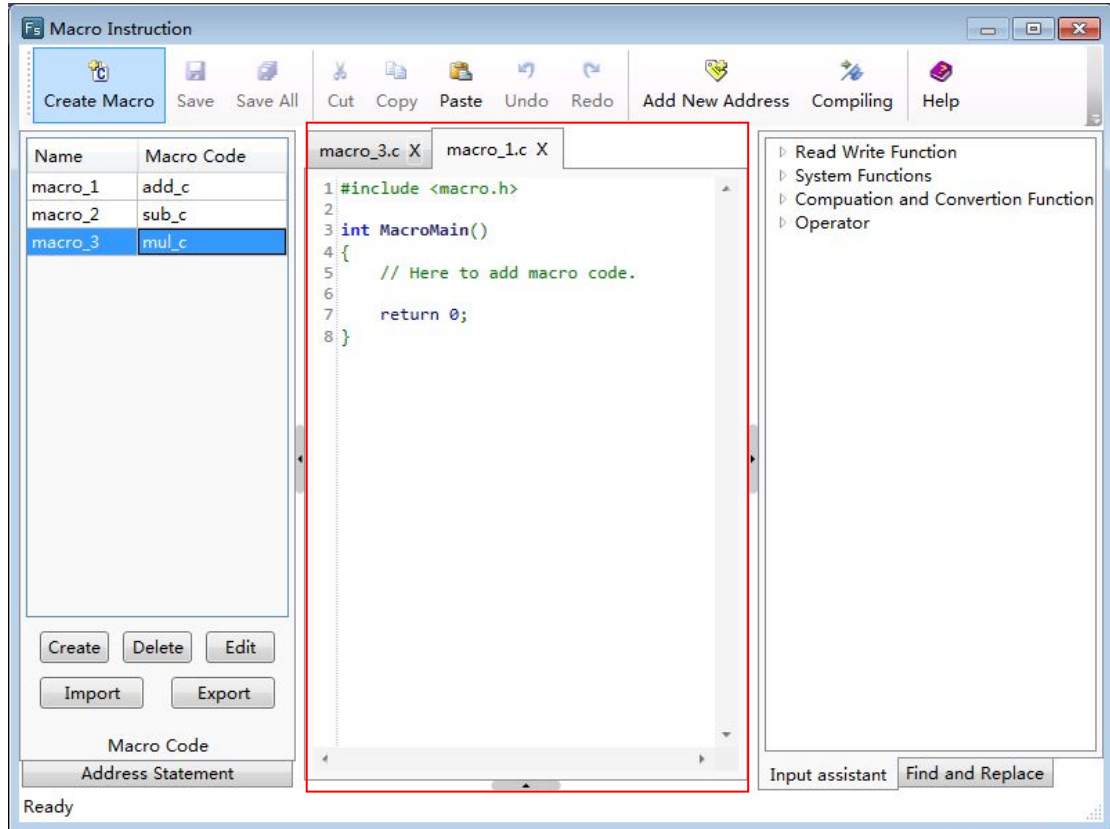 Fs Macro Instruction
Create Macro Save Save All Cut Copy Paste Undo Redo Add New Address Compiling Help
Name Macro Code
macro_1 add_c
macro_2 sub_c
macro_3 mul_c
Create Delete Edit
Import Export
Macro Code
Address Statement
Ready
macro_3.c X macro_1.c X
1 #include <macro.h>
2
3 int MacroMain()
4 {
5 // Here to add macro code.
6
7 return 0;
8 }
Read Write Function
System Functions
Compuation and Convertion Function
Operator
Input assistant Find and Replace